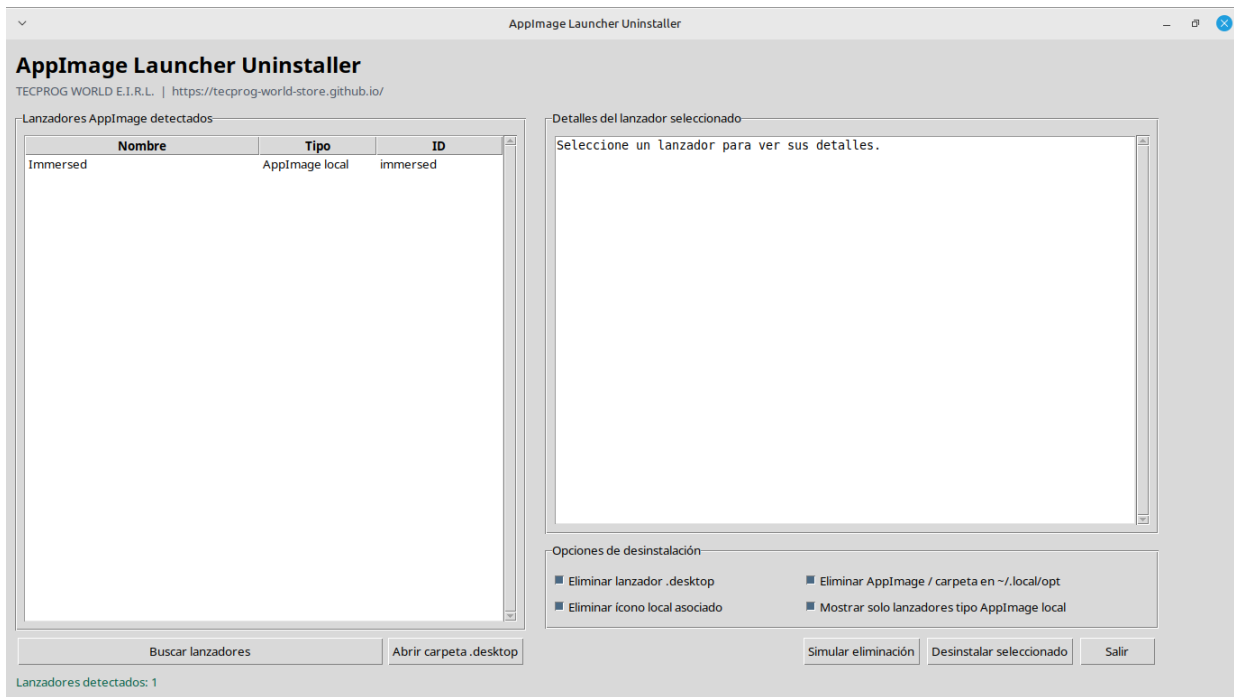 AppImage Launcher Uninstaller
AppImage Launcher Uninstaller
TECPROG WORLD E.I.R.L. | https://tecprog-world-store.github.io/
Lanzadores AppImage detectados
Nombre Tipo ID
Immersed AppImage local immersed
Detalles del lanzador seleccionado
Seleccione un lanzador para ver sus detalles.
Opciones de desinstalación
Eliminar lanzador .desktop
Eliminar AppImage / carpeta en ~/.local/opt
Eliminar ícono local asociado
Mostrar solo lanzadores tipo AppImage local
Buscar lanzadores
Abrir carpeta .desktop
Simular eliminación
Desinstalar seleccionado
Salir
Lanzadores detectados: 1